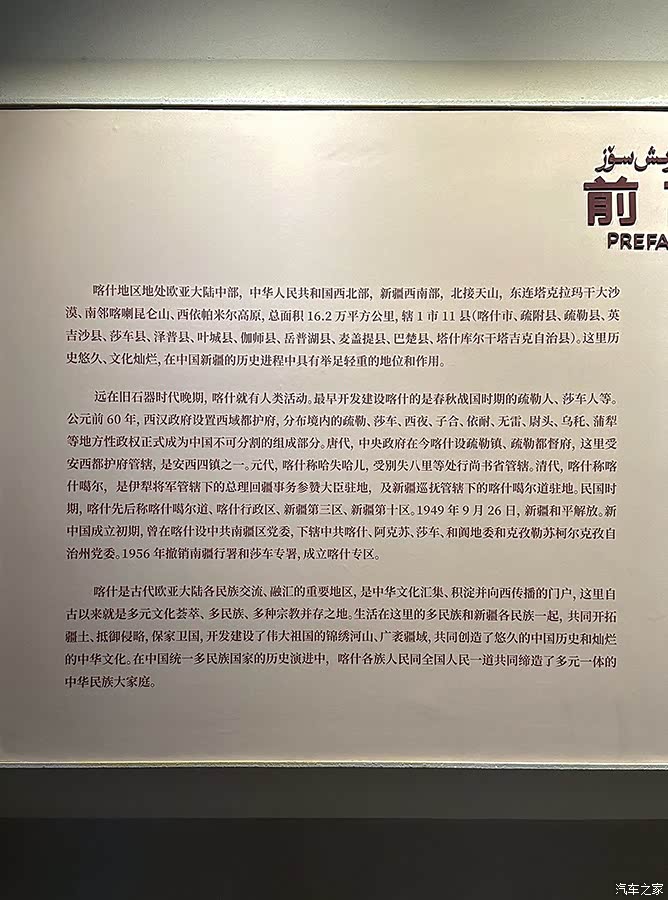 ىش سۆز
前
PREFA
喀什地区地处欧亚大陆中部，中华人民共和国西北部，新疆西南部，北接天山，东连塔克拉玛干大沙
漠、南邻喀喇昆仑山、西依帕米尔高原，总面积 16.2 万平方公里，辖 1 市 11 县（喀什市、疏附县、疏勒县、英
吉沙县、莎车县、泽普县、叶城县、伽师县、岳普湖县、麦盖提县、巴楚县、塔什库尔干塔吉克自治县）。这里历
史悠久、文化灿烂，在中国新疆的历史进程中具有举足轻重的地位和作用。
远在旧石器时代晚期，喀什就有人类活动。最早开发建设喀什的是春秋战国时期的疏勒人、莎车人等。
公元前 60 年，西汉政府设置西域都护府，分布境内的疏勒、莎车、西夜、子合、依耐、无雷、尉头、乌秅、蒲犁
等地方性政权正式成为中国不可分割的组成部分。唐代，中央政府在今喀什设疏勒镇、疏勒都督府，这里受
安西都护府管辖，是安西四镇之一。元代，喀什称哈失哈儿，受别失八里等处行尚书省管辖。清代，喀什称喀
什噶尔，是伊犁将军管辖下的总理回疆事务参赞大臣驻地，及新疆巡抚管辖下的喀什噶尔道驻地。民国时
期，喀什先后称喀什噶尔道、喀什行政区、新疆第三区、新疆第十区。1949 年 9 月 26 日，新疆和平解放。新
中国成立初期，曾在喀什设中共南疆区党委，下辖中共喀什、阿克苏、莎车、和阗地委和克孜勒苏柯尔克孜自
治州党委。1956 年撤销南疆行署和莎车专署，成立喀什专区。
喀什是古代欧亚大陆各民族交流、融汇的重要地区，是中华文化汇集、积淀并向西传播的门户，这里自
古以来就是多元文化荟萃、多民族、多种宗教并存之地。生活在这里的多民族和新疆各民族一起，共同开拓
疆土、抵御侵略，保家卫国，开发建设了伟大祖国的锦绣河山、广袤疆域，共同创造了悠久的中国历史和灿烂
的中华文化。在中国统一多民族国家的历史演进中，喀什各族人民同全国人民一道共同缔造了多元一体的
中华民族大家庭。
汽车之家